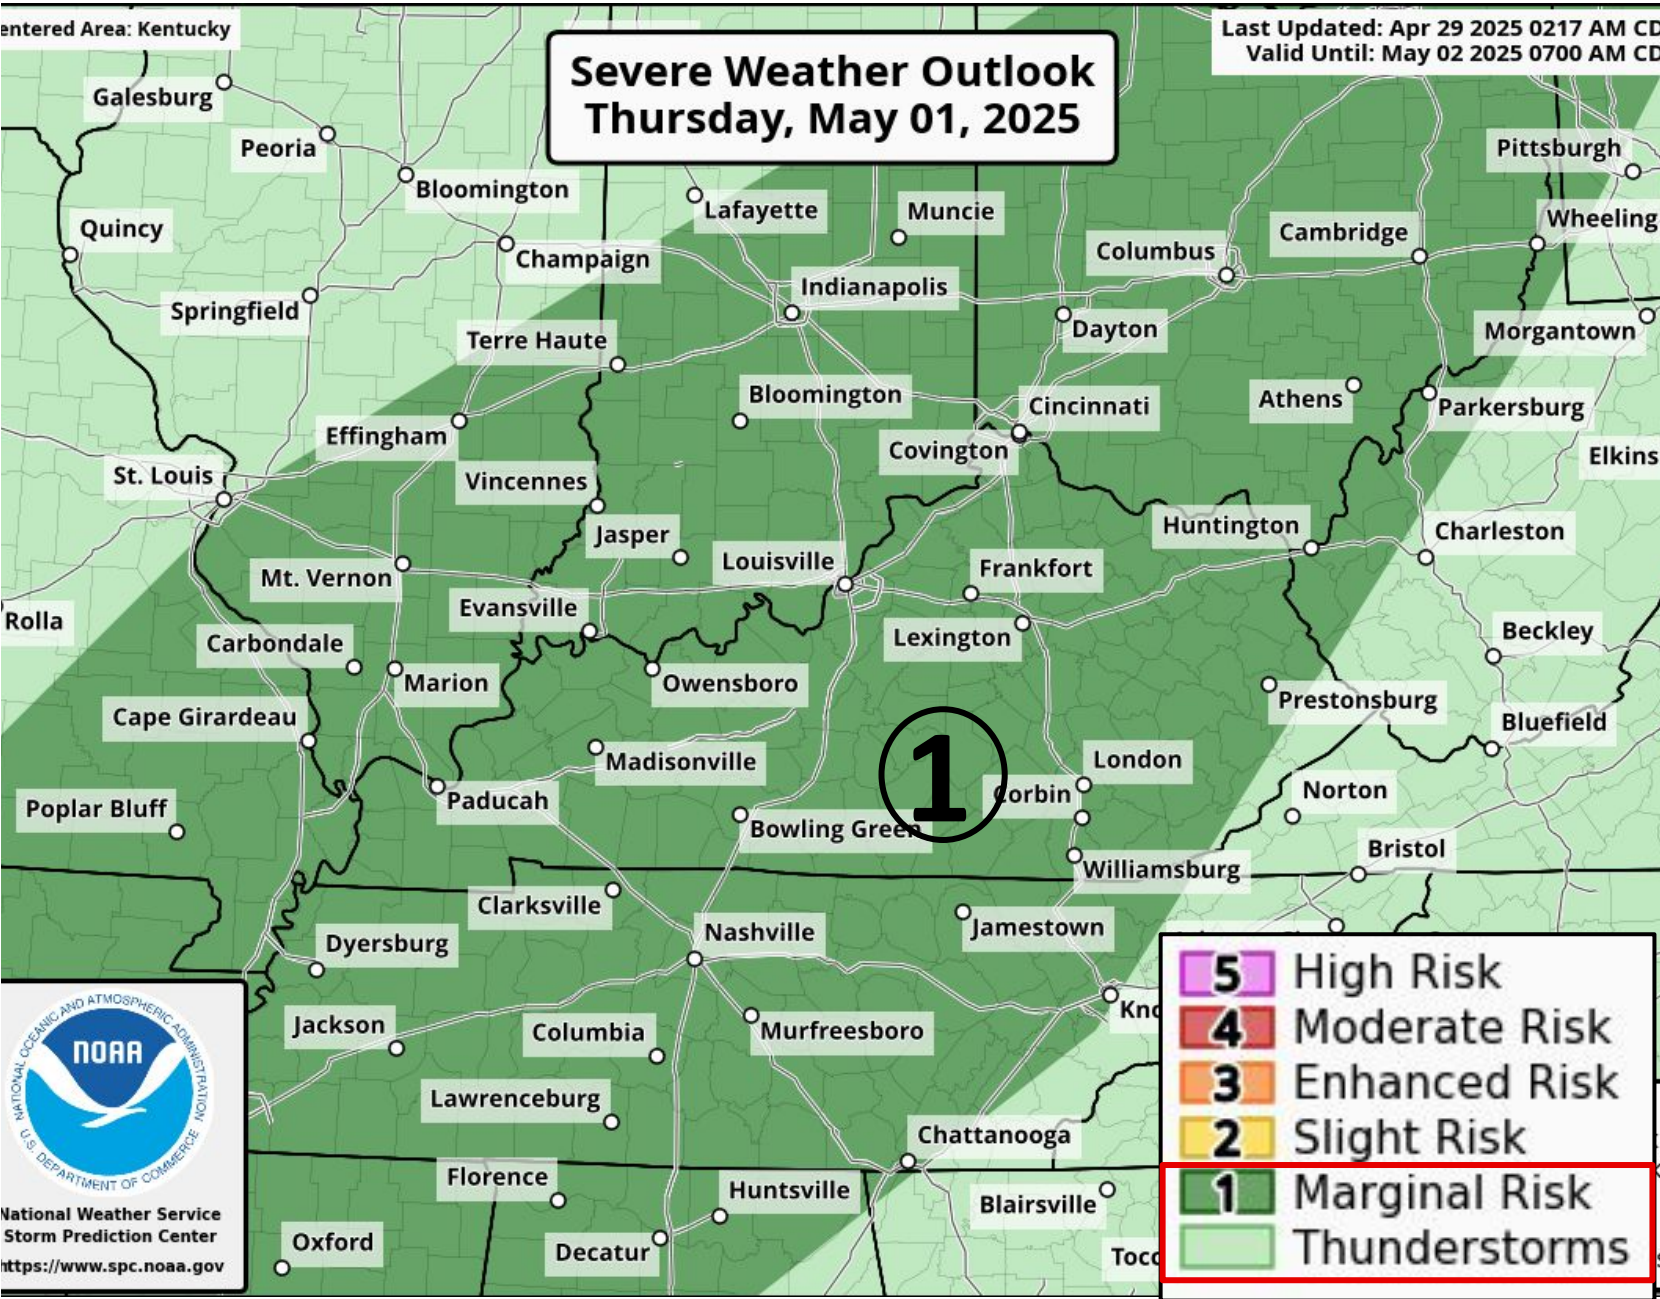 entered Area: Kentucky
Last Updated: Apr 29 2025 0217 AM CD
Valid Until: May 02 2025 0700 AM CD
Severe Weather Outlook
Thursday, May 01, 2025
Galesburg
Peoria
Bloomington
Pittsburgh
Quincy
Lafayette
Muncie
Wheeling
Champaign
Columbus
Cambridge
Springfield
Indianapolis
Terre Haute
Dayton
Morgantown
Bloomington
Effingham
Cincinnati
Athens
Parkersburg
Covington
Elkins
St. Louis
Vincennes
Jasper
Huntington
Charleston
Louisville
Frankfort
Mt. Vernon
Evansville
Rolla
Lexington
Beckley
Carbondale
Marion
Owensboro
Prestonsburg
Cape Girardeau
Bluefield
Madisonville
London
1
Corbin
Norton
Paducah
Poplar Bluff
Bowling Green
Bristol
Williamsburg
Clarksville
Jamestown
Nashville
Dyersburg
Kno
Jackson
Columbia
Murfreesboro
Lawrenceburg
Chattanooga
Florence
Huntsville
Blairsville
Oxford
Decatur
Tocc
NATIONAL OCEANIC AND ATMOSPHERIC ADMINISTRATION
NOAA
U.S. DEPARTMENT OF COMMERCE
National Weather Service
Storm Prediction Center
https://www.spc.noaa.gov
5 High Risk
4 Moderate Risk
3 Enhanced Risk
2 Slight Risk
1 Marginal Risk
Thunderstorms